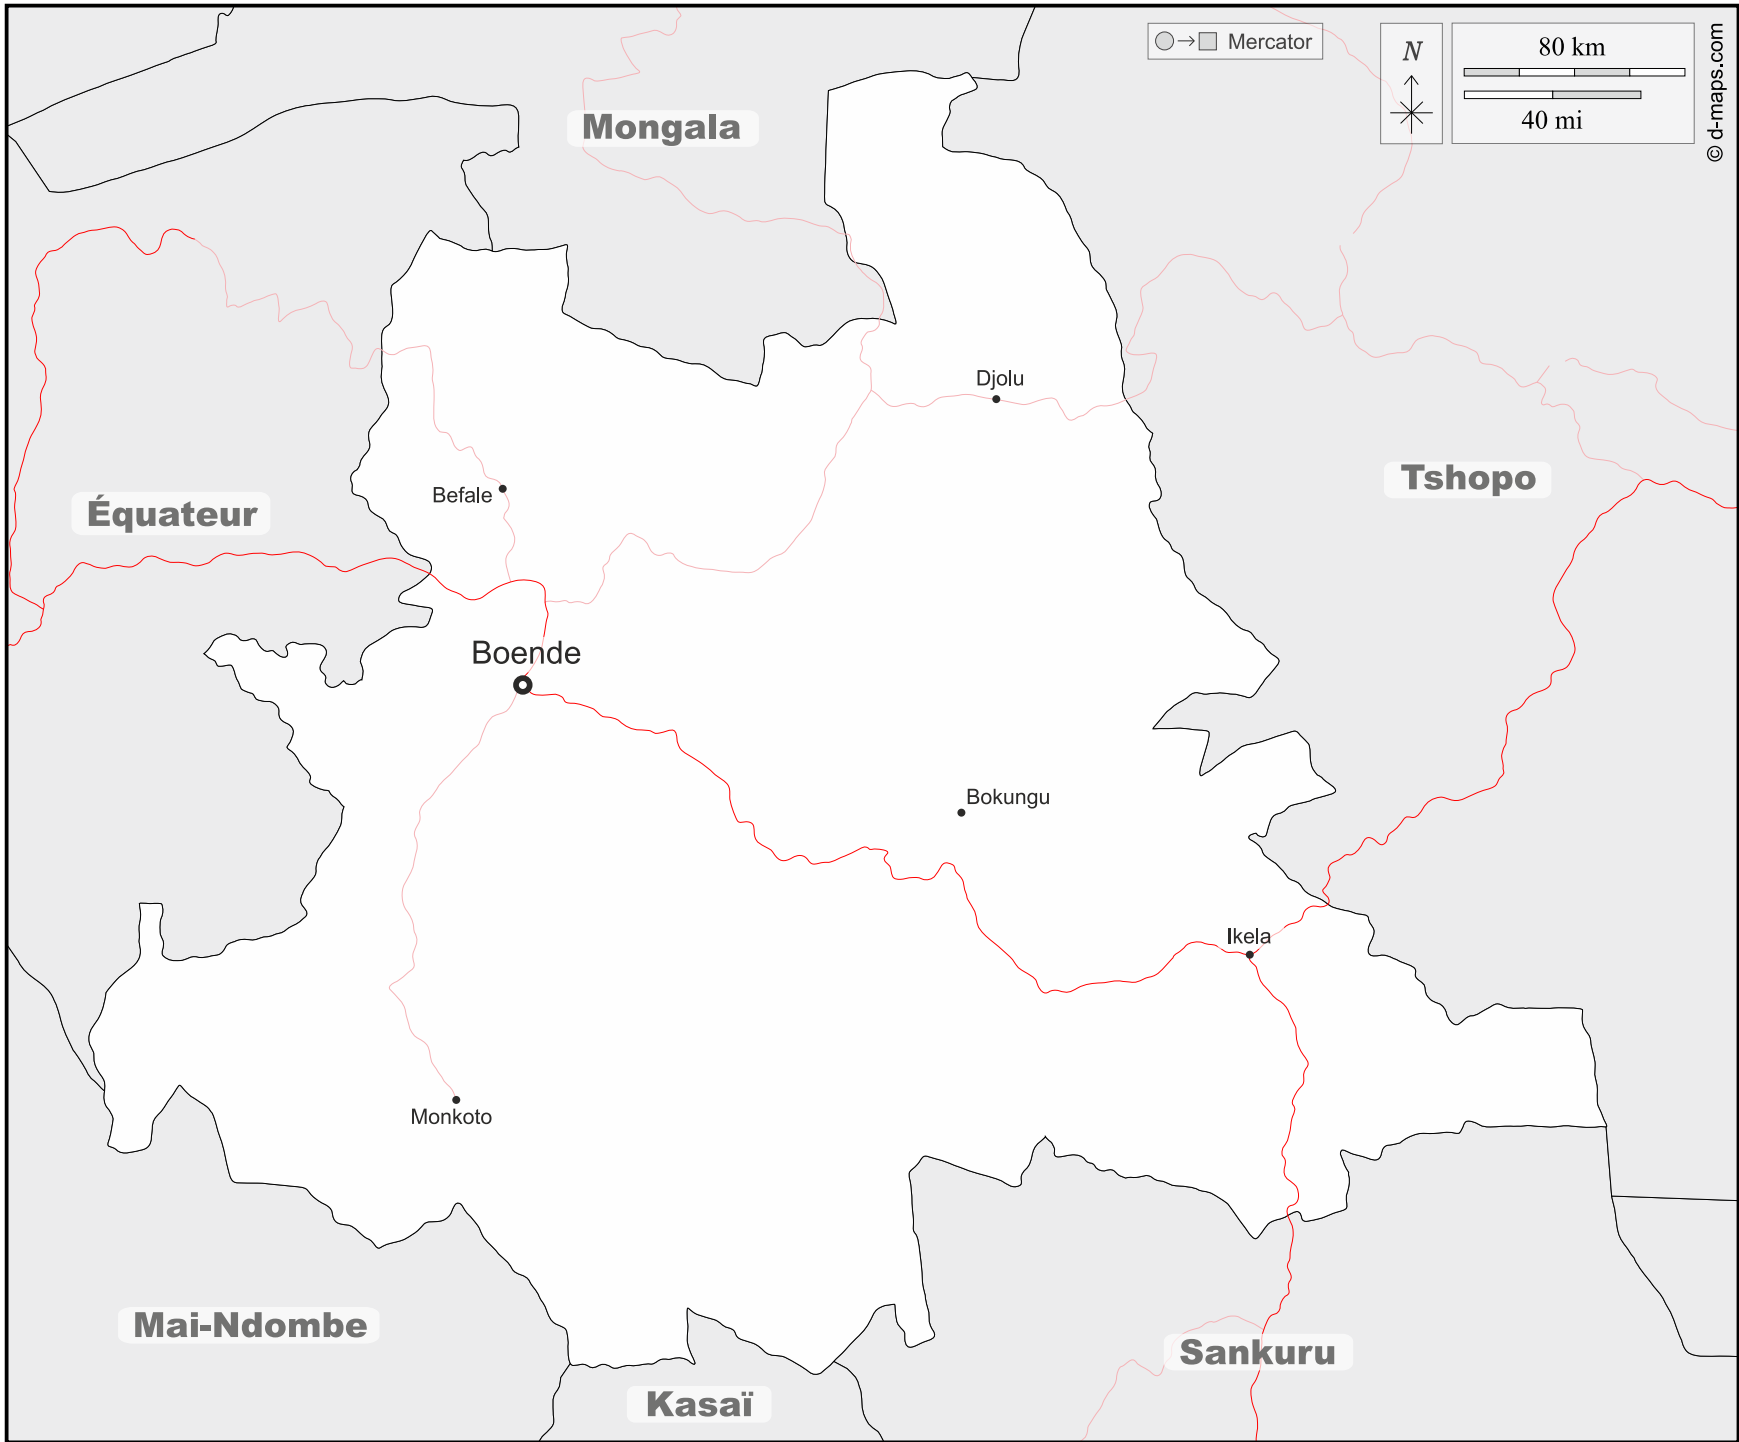 Mercator
N
80 km
40 mi
© d-maps.com
Mongala
Djolu
Tshopo
Befale
Équateur
Boende
Bokungu
Ikela
Monkoto
Mai-Ndombe
Sankuru
Kasaï